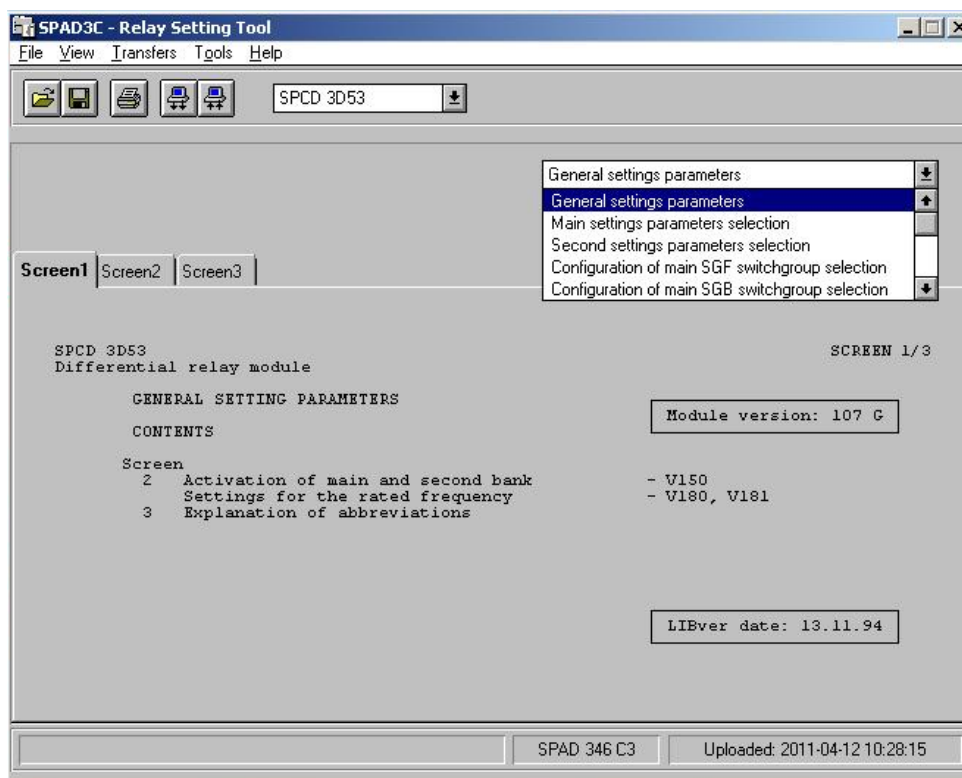 SPAD3C - Relay Setting Tool
File View Transfers Tools Help
SPCD 3D53
General settings parameters
General settings parameters
Main settings parameters selection
Second settings parameters selection
Configuration of main SGF switchgroup selection
Configuration of main SGB switchgroup selection
Screen1 Screen2 Screen3
SPCD 3D53 SCREEN 1/3
Differential relay module
GENERAL SETTING PARAMETERS
Module version: 107 G
CONTENTS
Screen
2 Activation of main and second bank - V150
Settings for the rated frequency - V180, V181
3 Explanation of abbreviations
LIBver date: 13.11.94
SPAD 346 C3 Uploaded: 2011-04-12 10:28:15